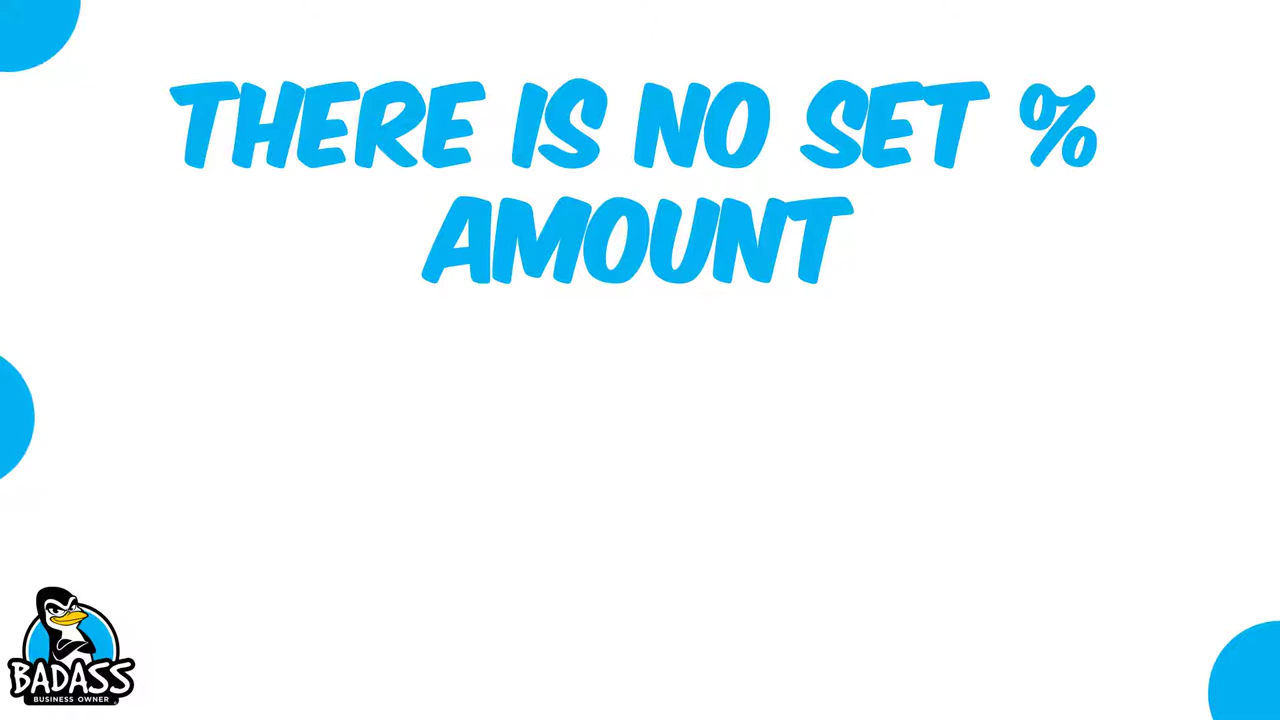 THERE IS NO SET %
AMOUNT
BADASS
BUSINESS OWNER